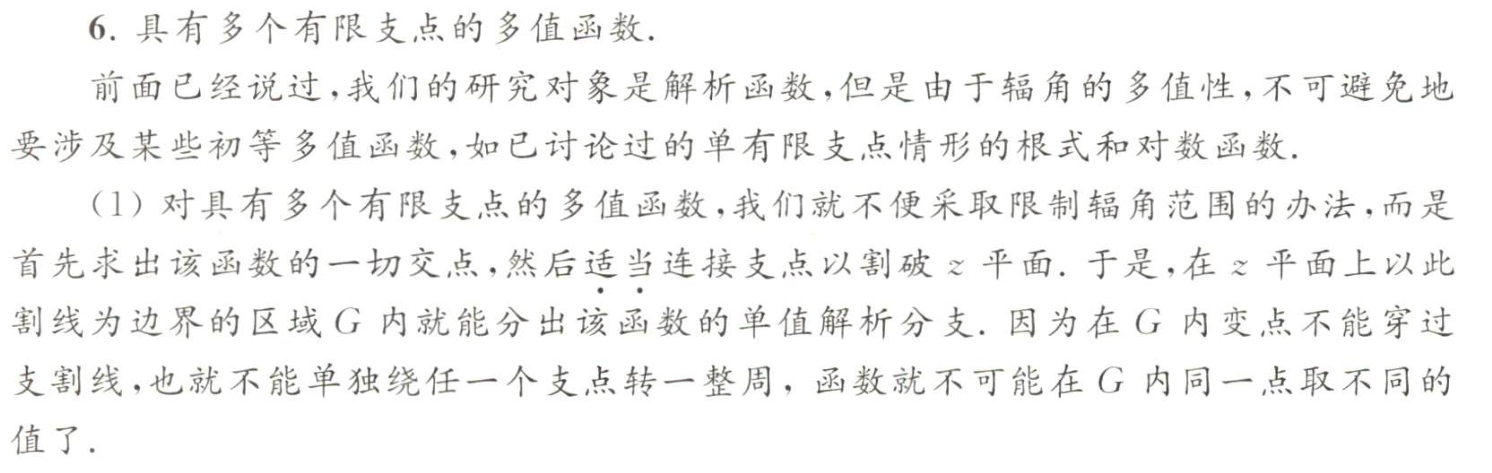 6. 具有多个有限支点的多值函数.
前面已经说过,我们的研究对象是解析函数,但是由于辐角的多值性,不可避免地
要涉及某些初等多值函数,如已讨论过的单有限支点情形的根式和对数函数.
(1) 对具有多个有限支点的多值函数,我们就不便采取限制辐角范围的办法,而是
首先求出该函数的一切交点,然后适当连接支点以割破 z 平面. 于是,在 z 平面上以此
割线为边界的区域 G 内就能分出该函数的单值解析分支. 因为在 G 内变点不能穿过
支割线,也就不能单独绕任一个支点转一整周, 函数就不可能在 G 内同一点取不同的
值了.